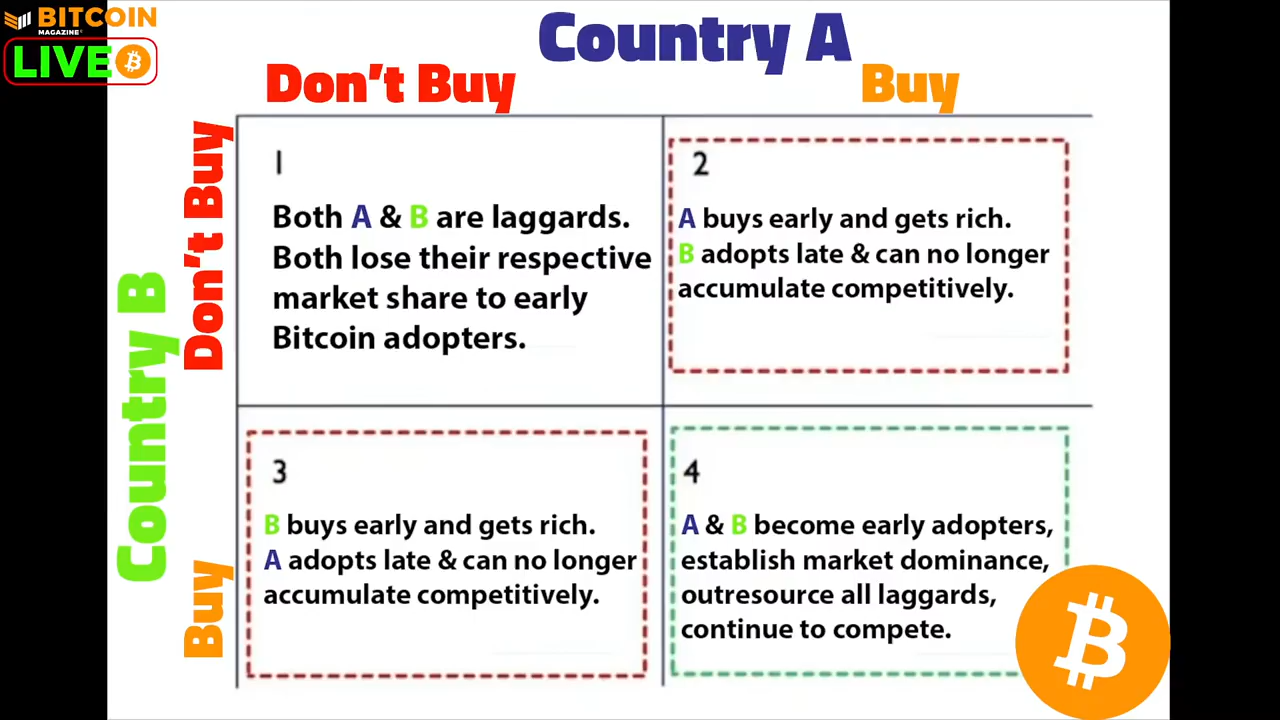 BITCOIN
MAGAZINE
LIVE
Country A
Don't Buy
Buy
Country B
Don't Buy
Buy
1
Both A & B are laggards.
Both lose their respective
market share to early
Bitcoin adopters.
2
A buys early and gets rich.
B adopts late & can no longer
accumulate competitively.
3
B buys early and gets rich.
A adopts late & can no longer
accumulate competitively.
4
A & B become early adopters,
establish market dominance,
outresource all laggards,
continue to compete.